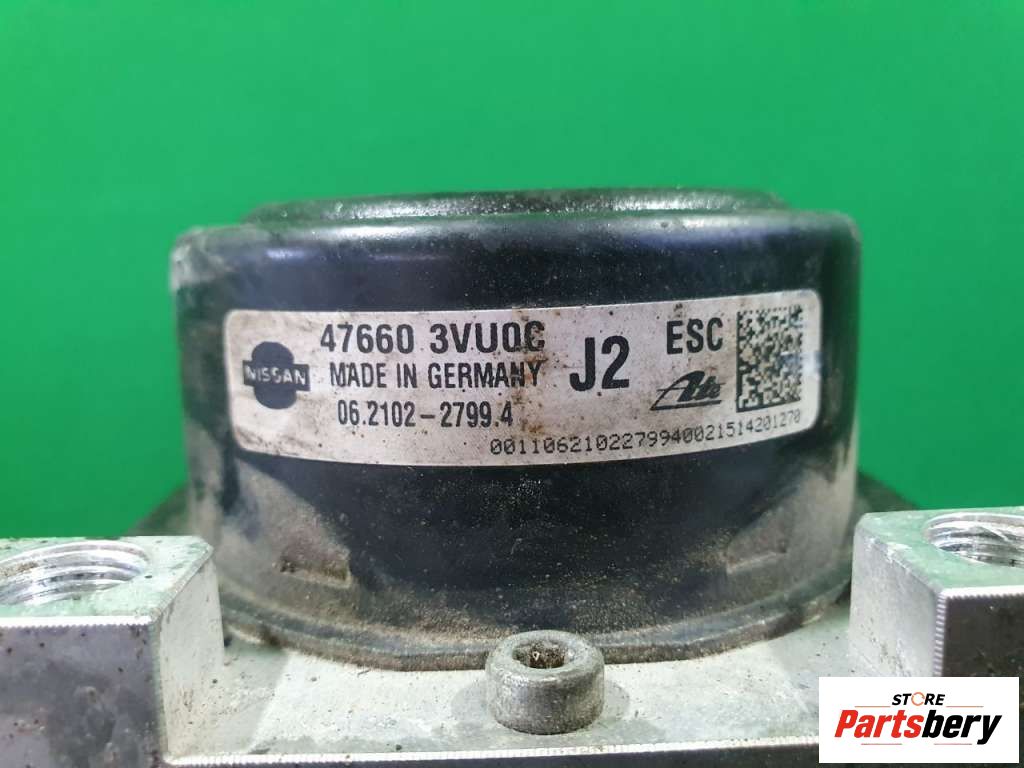 47660 3VU0C
J2
ESC
NISSAN
MADE IN GERMANY
Ate
06.2102-2799.4
0011062102279940021514201270
STORE
Partsbery